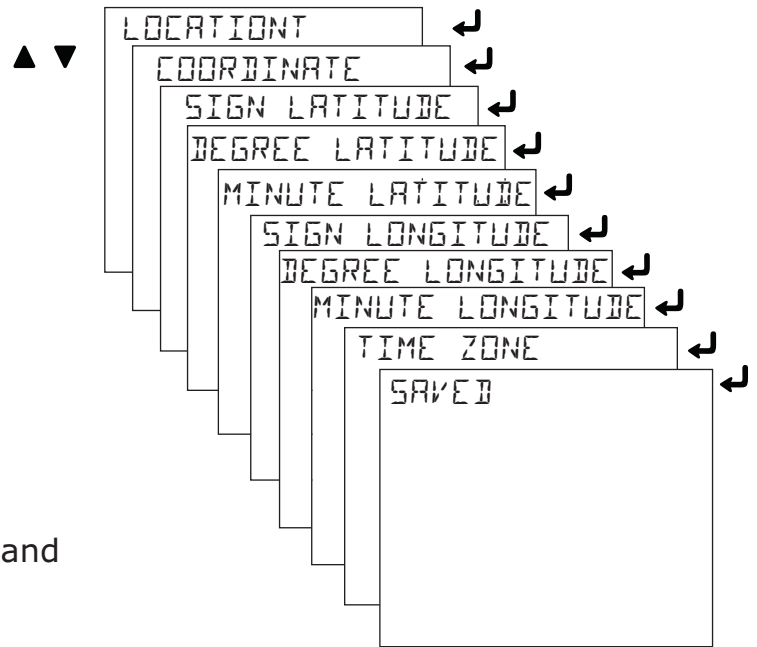 LOCATIONT
COORDINATE
SIGN LATITUDE
DEGREE LATITUDE
MINUTE LATITUDE
SIGN LONGITUDE
DEGREE LONGITUDE
MINUTE LONGITUDE
TIME ZONE
SAVED
and